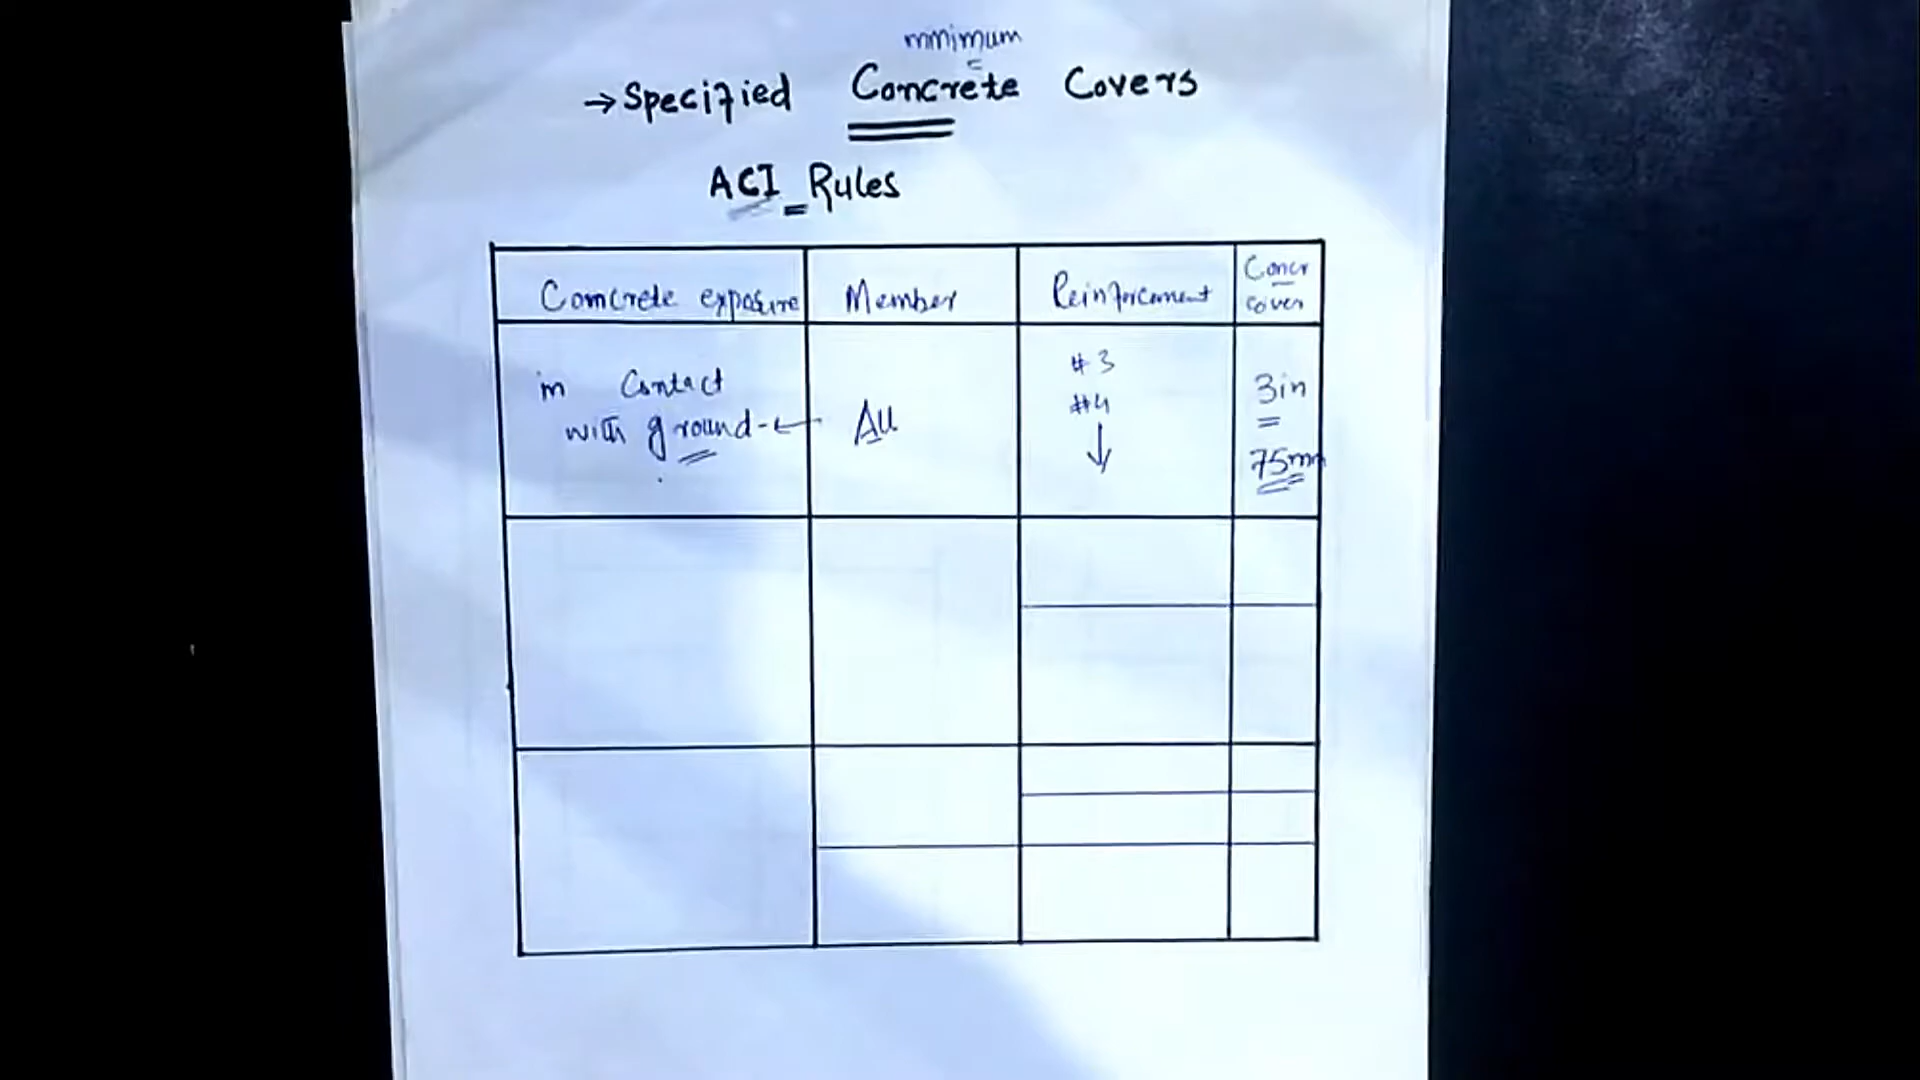 minimum
→ Specified Concrete Covers
ACI - Rules
Concrete exposure Member Reinforcement Concr cover
in Contact with ground - ← All #3 #4 ↓ 3in 75mm